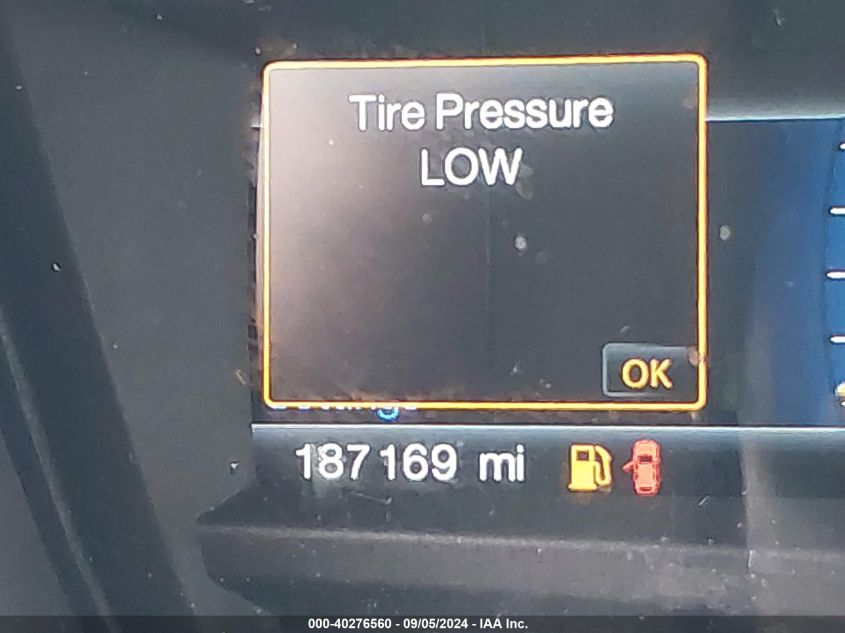 Tire Pressure
LOW
OK
187169 mi
000-40276560 - 09/05/2024 - IAA Inc.